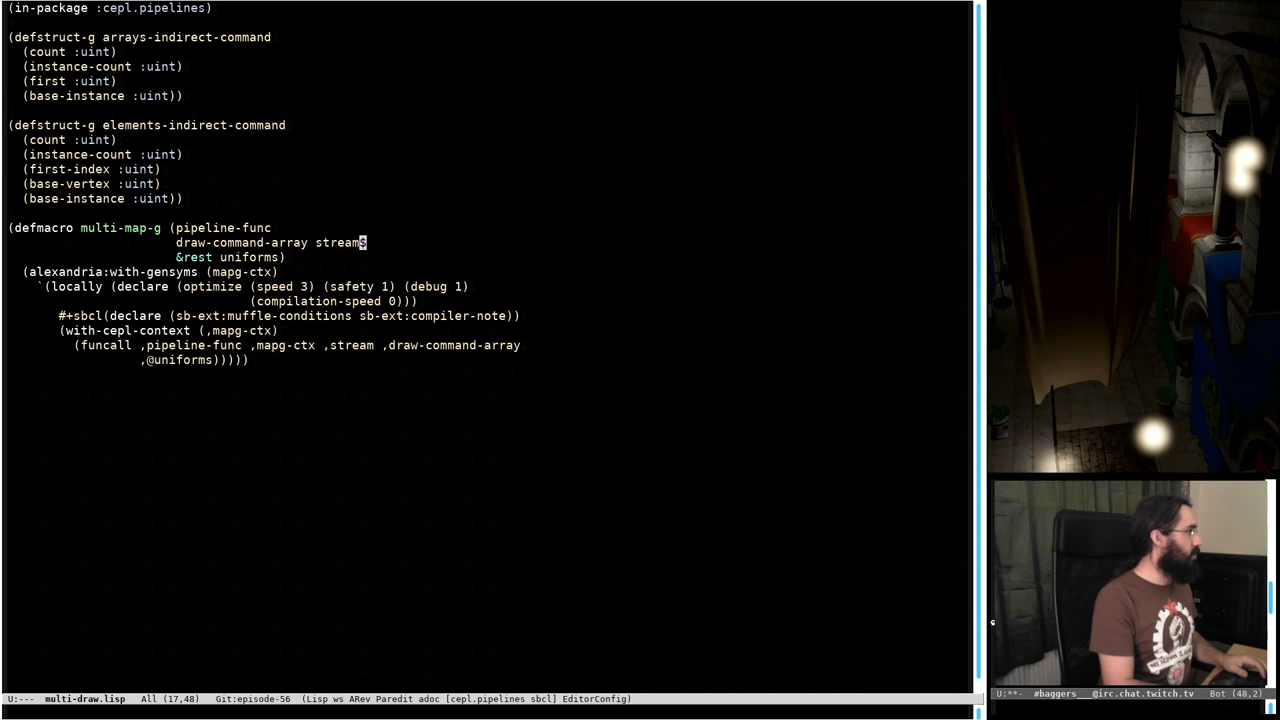 (in-package :cepl.pipelines)
(defstruct-g arrays-indirect-command
  (count :uint)
  (instance-count :uint)
  (first :uint)
  (base-instance :uint))
(defstruct-g elements-indirect-command
  (count :uint)
  (instance-count :uint)
  (first-index :uint)
  (base-vertex :uint)
  (base-instance :uint))
(defmacro multi-map-g (pipeline-func
                       draw-command-array streams
                       &rest uniforms)
  (alexandria:with-gensyms (mapg-ctx)
    `(locally (declare (optimize (speed 3) (safety 1) (debug 1)
                                 (compilation-speed 0)))
       #+sbcl(declare (sb-ext:muffle-conditions sb-ext:compiler-note))
       (with-cepl-context (,mapg-ctx)
         (funcall ,pipeline-func ,mapg-ctx ,stream ,draw-command-array
                  ,@uniforms)))))
U:--- multi-draw.lisp All (17,48) Git:episode-56 (Lisp ws ARev Paredit adoc [cepl.pipelines sbcl] EditorConfig)
U:**- #baggers___@irc.chat.twitch.tv Bot (48,2)